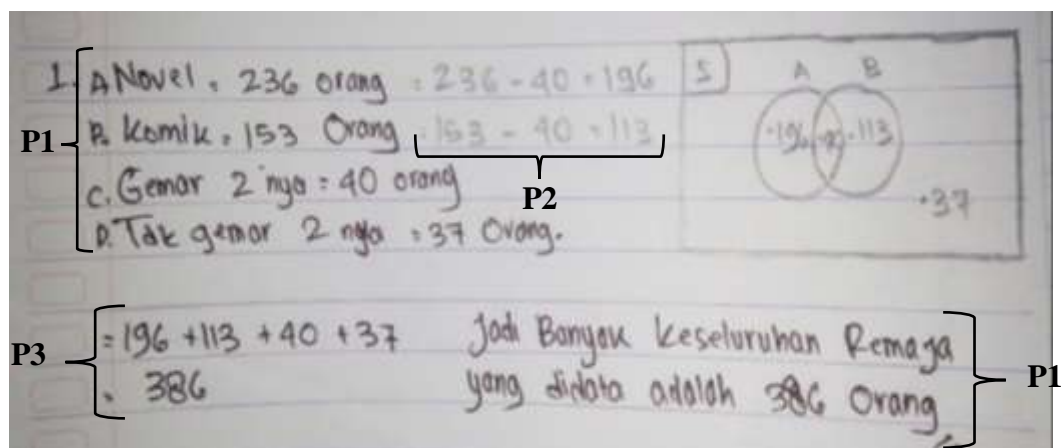 1. A Novel = 236 orang = 236 - 40 = 196
P1
B. Komik = 153 Orang = 153 - 40 = 113
P2
C. Gemar 2 nya = 40 orang
D. Tak gemar 2 nya = 37 Orang.
S A B
·196 ·113
·37
P3
= 196 + 113 + 40 + 37
= 386
Jadi Banyak Keseluruhan Remaja
yang didata adalah 386 Orang
P1